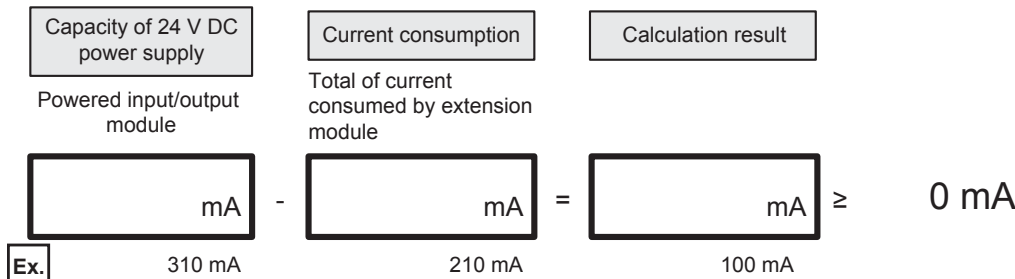 Capacity of 24 V DC
power supply
Current consumption
Calculation result
Powered input/output
module
Total of current
consumed by extension
module
mA - mA = mA ≥ 0 mA
Ex. 310 mA 210 mA 100 mA